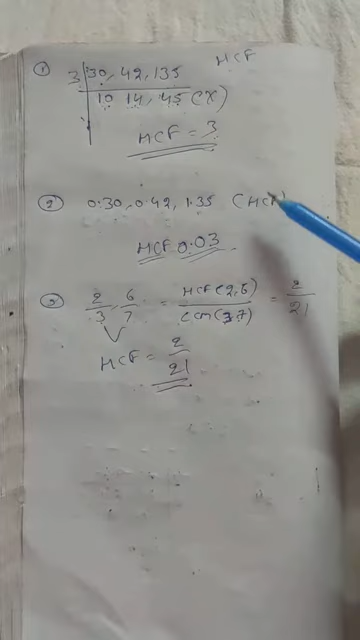 ① HCF
3 | 30, 42, 135
10 14, 45 (X)
HCF = 3
② 0.30, 0.42, 1.35 (HCF)
HCF 0.03
③ 2/3, 6/7 = HCF(2,6)/LCM(3,7) = 2/21
HCF = 2/21